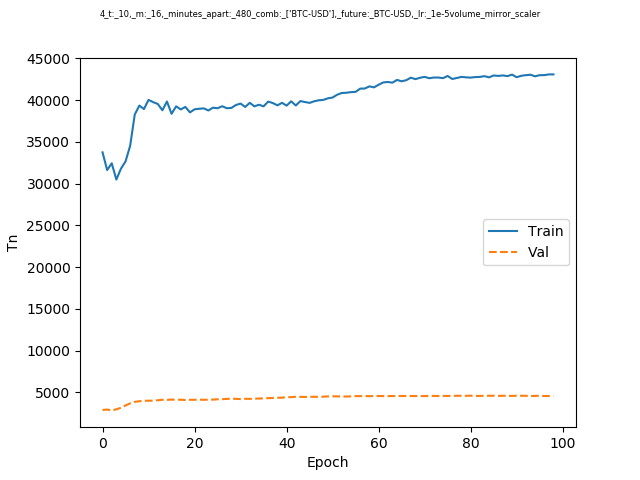 4_t:_10,_m:_16,_minutes_apart:_480_comb:_['BTC-USD'],_future:_BTC-USD,_lr:_1e-5volume_mirror_scaler
45000
40000
35000
30000
25000
20000
15000
10000
5000
Tn
Train
Val
0 20 40 60 80 100
Epoch